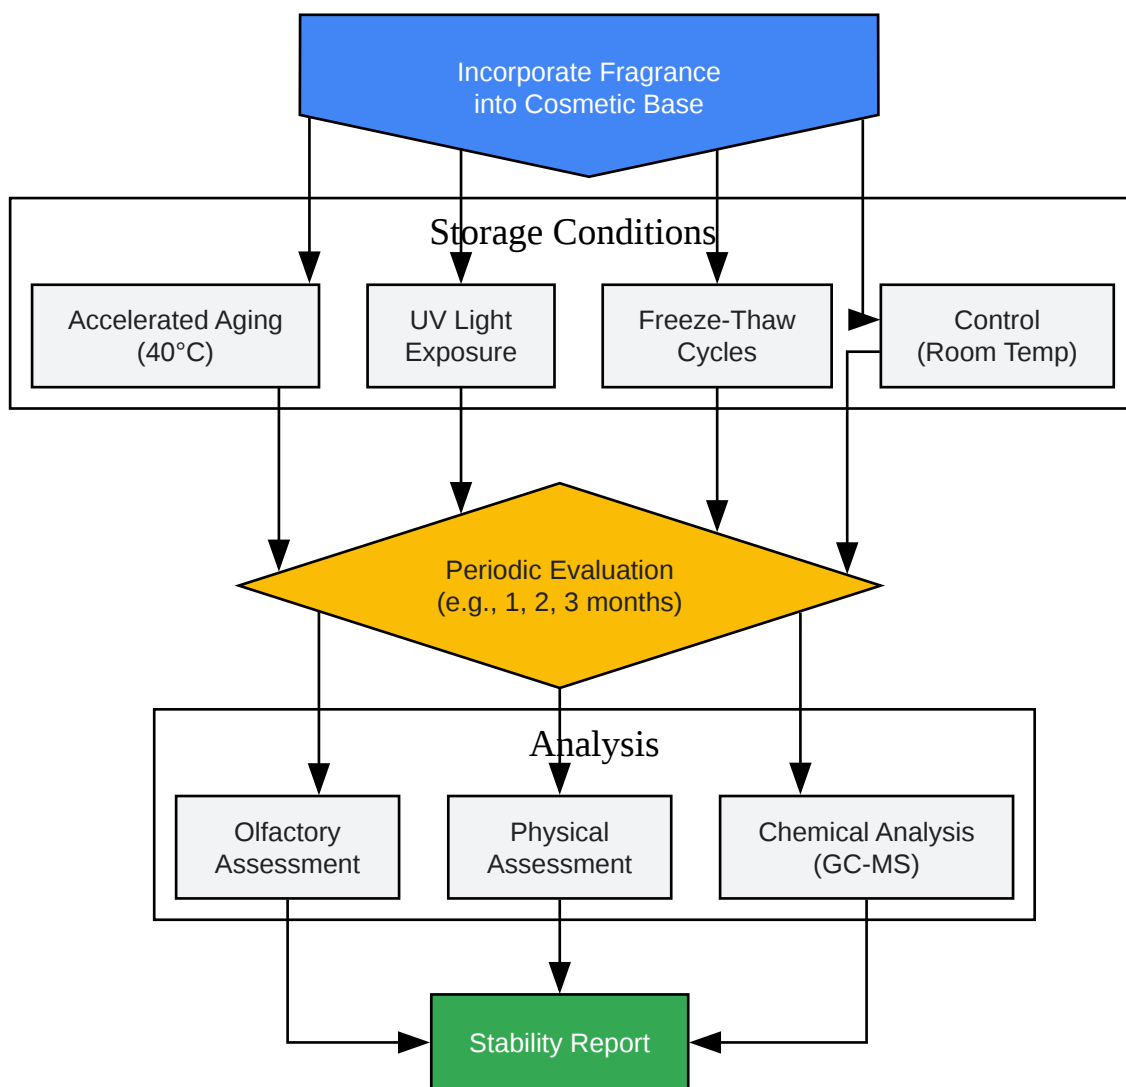 Incorporate Fragrance
into Cosmetic Base
Storage Conditions
Accelerated Aging
(40°C)
UV Light
Exposure
Freeze-Thaw
Cycles
Control
(Room Temp)
Periodic Evaluation
(e.g., 1, 2, 3 months)
Analysis
Olfactory
Assessment
Physical
Assessment
Chemical Analysis
(GC-MS)
Stability Report